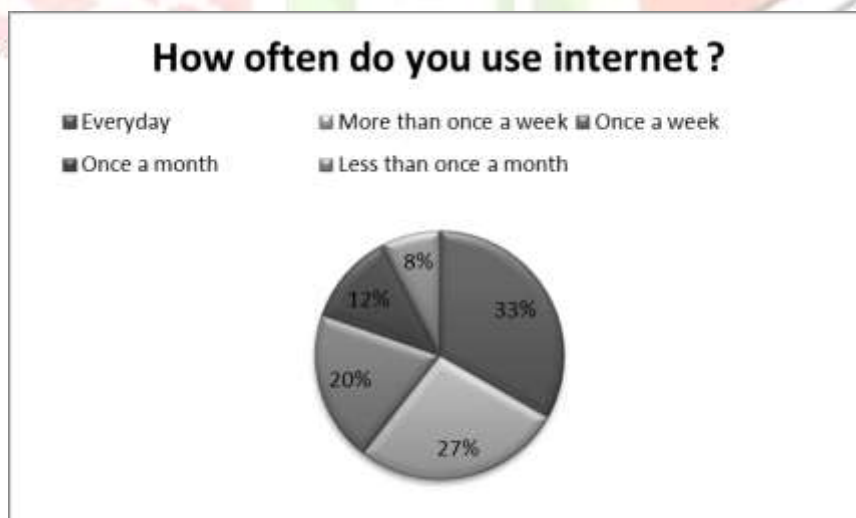 How often do you use internet ?
Everyday More than once a week Once a week
Once a month Less than once a month
8%
33%
12%
20%
27%